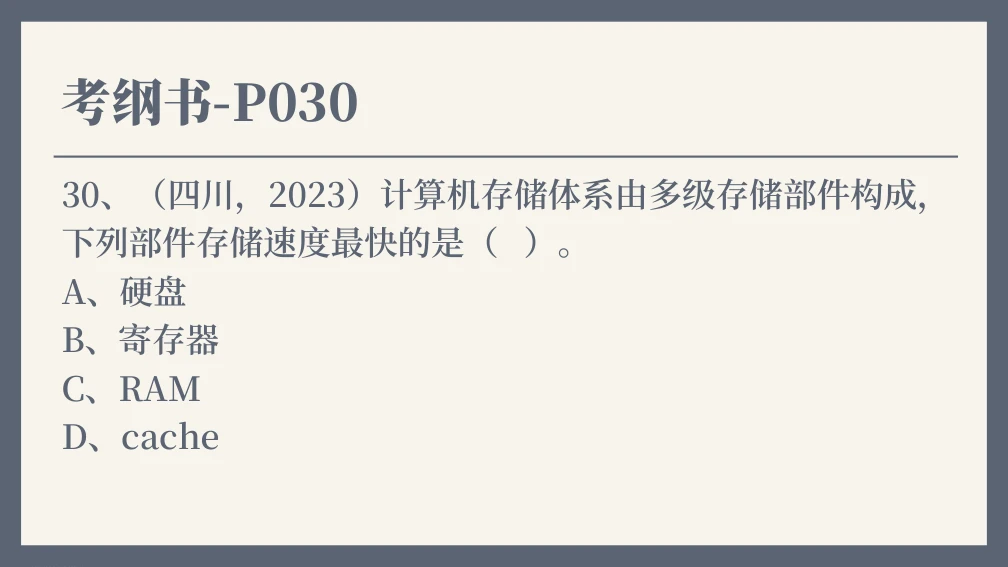 考纲书-P030
30、（四川，2023）计算机存储体系由多级存储部件构成，
下列部件存储速度最快的是（  ）。
A、硬盘
B、寄存器
C、RAM
D、cache